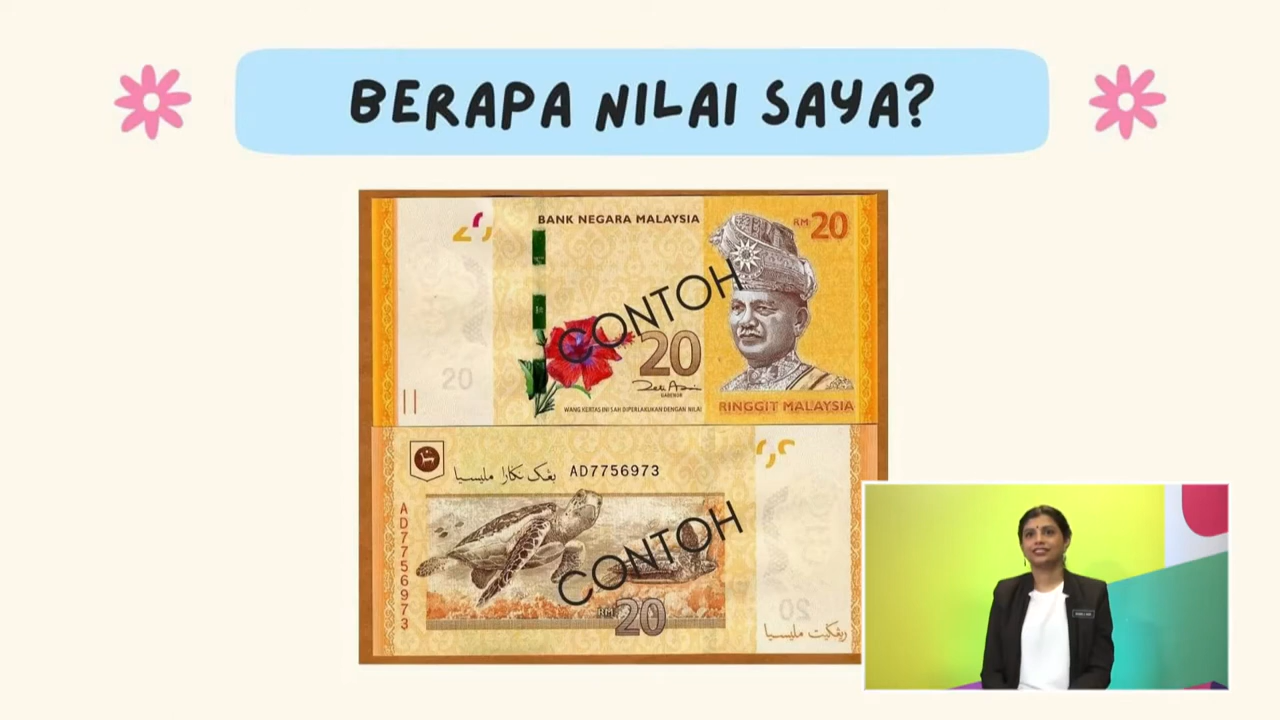 BERAPA NILAI SAYA?
BANK NEGARA MALAYSIA
RM 20
CONTOH
20
20
GABENOR
WANG KERTAS INI SAH DIPERLAKUKAN DENGAN NILAI
RINGGIT MALAYSIA
بڠک نݢارا مليسيا
AD7756973
AD7756973
CONTOH
RM 20
20
رڠݢيت مليسيا